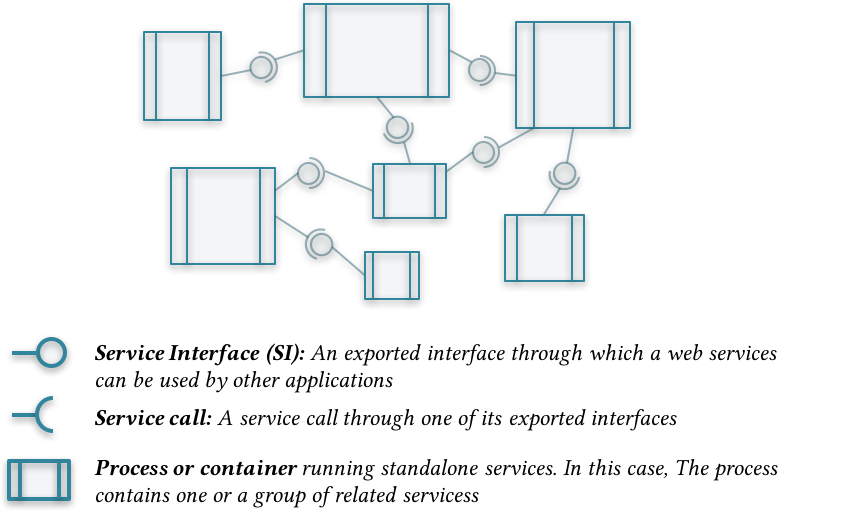 Service Interface (SI): An exported interface through which a web services
can be used by other applications
Service call: A service call through one of its exported interfaces
Process or container running standalone services. In this case, The process
contains one or a group of related servicess